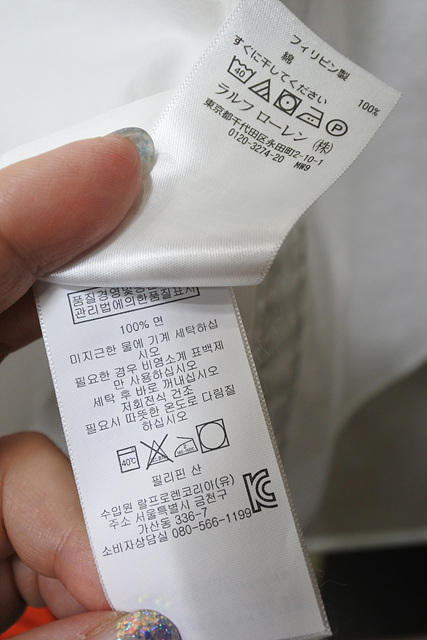 フィリピン製
綿 100%
すぐに干してください
40 P
ラルフ ローレン (株)
東京都千代田区永田町2-10-1
0120-3274-20 MW9
품질경영및
관리법에의한품질표시
100% 면
미지근한 물에 기계 세탁하십
시오
필요한 경우 비염소계 표백제
만 사용하십시오
세탁 후 바로 꺼내십시오
저회전식 건조
필요시 따뜻한 온도로 다림질
하십시오
40℃
필리핀 산
수입원 랄프로렌코리아(유)
주소 서울특별시 금천구
가산동 336-7
소비자상담실 080-566-1199